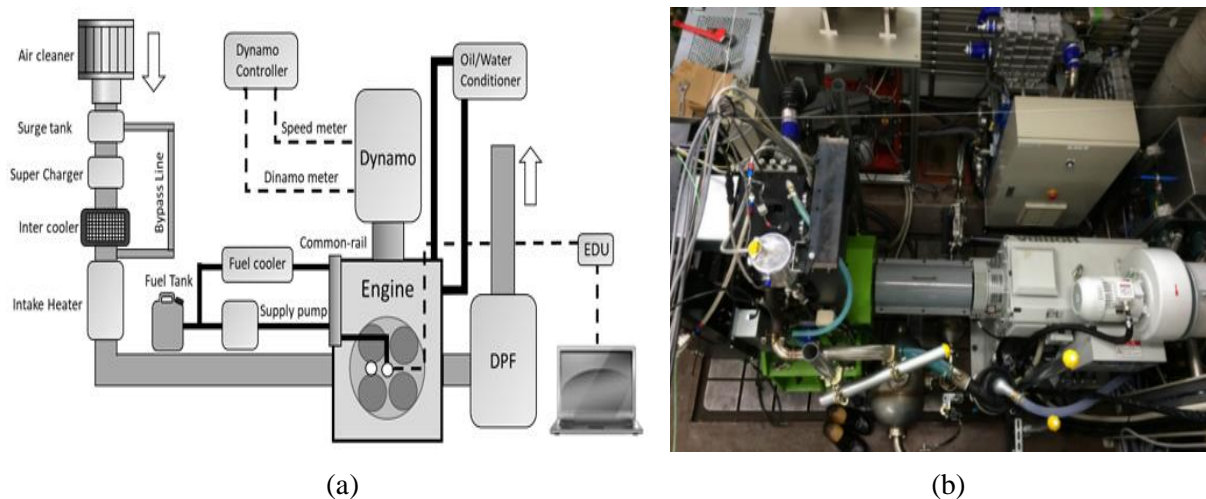 Air cleaner
Surge tank
Super Charger
Inter cooler
Intake Heater
Bypass Line
Dynamo
Controller
Speed meter
Dinamo meter
Dynamo
Oil/Water
Conditioner
Common-rail
Fuel cooler
Fuel Tank
Supply pump
Engine
EDU
DPF
(a)
(b)